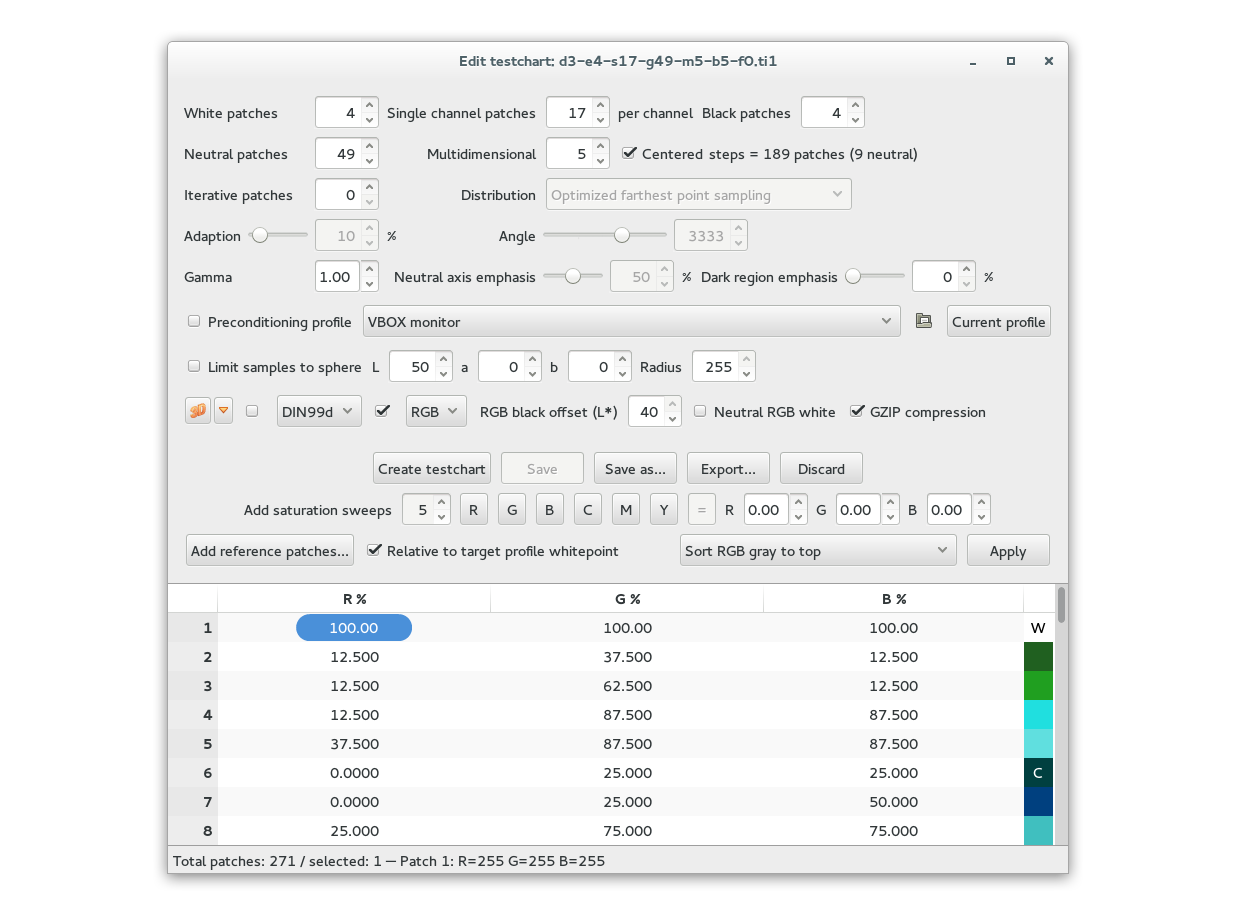 Edit testchart: d3-e4-s17-g49-m5-b5-f0.ti1
White patches 4 Single channel patches 17 per channel Black patches 4
Neutral patches 49 Multidimensional 5 Centered steps = 189 patches (9 neutral)
Iterative patches 0 Distribution Optimized farthest point sampling
Adaption 10 % Angle 3333
Gamma 1.00 Neutral axis emphasis 50 % Dark region emphasis 0 %
Preconditioning profile VBOX monitor Current profile
Limit samples to sphere L 50 a 0 b 0 Radius 255
3D DIN99d RGB RGB black offset (L*) 40 Neutral RGB white GZIP compression
Create testchart Save Save as... Export... Discard
Add saturation sweeps 5 R G B C M Y = R 0.00 G 0.00 B 0.00
Add reference patches... Relative to target profile whitepoint Sort RGB gray to top Apply
R % G % B %
1 100.00 100.00 100.00 W
2 12.500 37.500 12.500
3 12.500 62.500 12.500
4 12.500 87.500 87.500
5 37.500 87.500 87.500
6 0.0000 25.000 25.000 C
7 0.0000 25.000 50.000
8 25.000 75.000 75.000
Total patches: 271 / selected: 1 — Patch 1: R=255 G=255 B=255